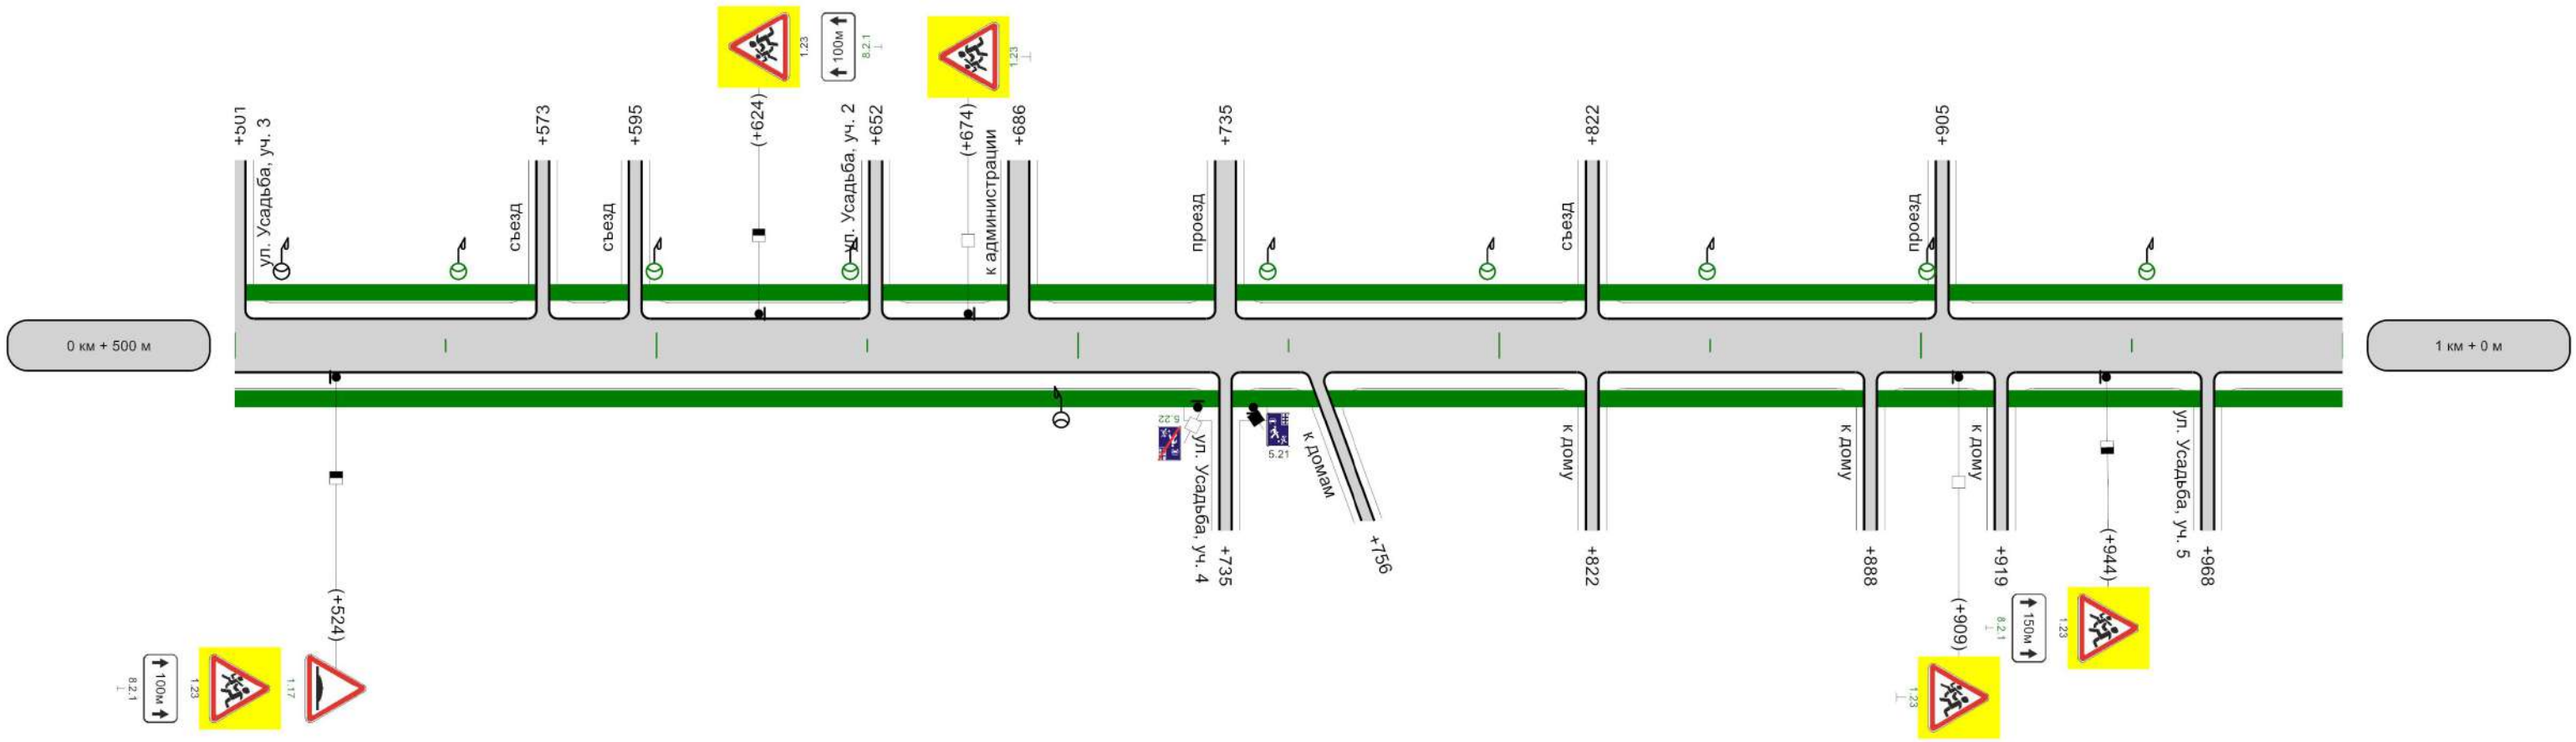 1.23
100м
8.2.1
1.23
(+624)
(+674)
+501
ул. Усадьба, уч. 3
+573
съезд
+595
съезд
ул. Усадьба, уч. 2
+652
к администрации
+686
+735
проезд
+822
съезд
+905
проезд
0 км + 500 м
1 км + 0 м
5.22
ул. Усадьба, уч. 4
+735
5.21
к домам
+756
к дому
+822
к дому
+888
к дому
+919
ул. Усадьба, уч. 5
+968
(+524)
8.2.1
100м
1.23
1.17
(+909)
1.23
(+944)
8.2.1
150м
1.23